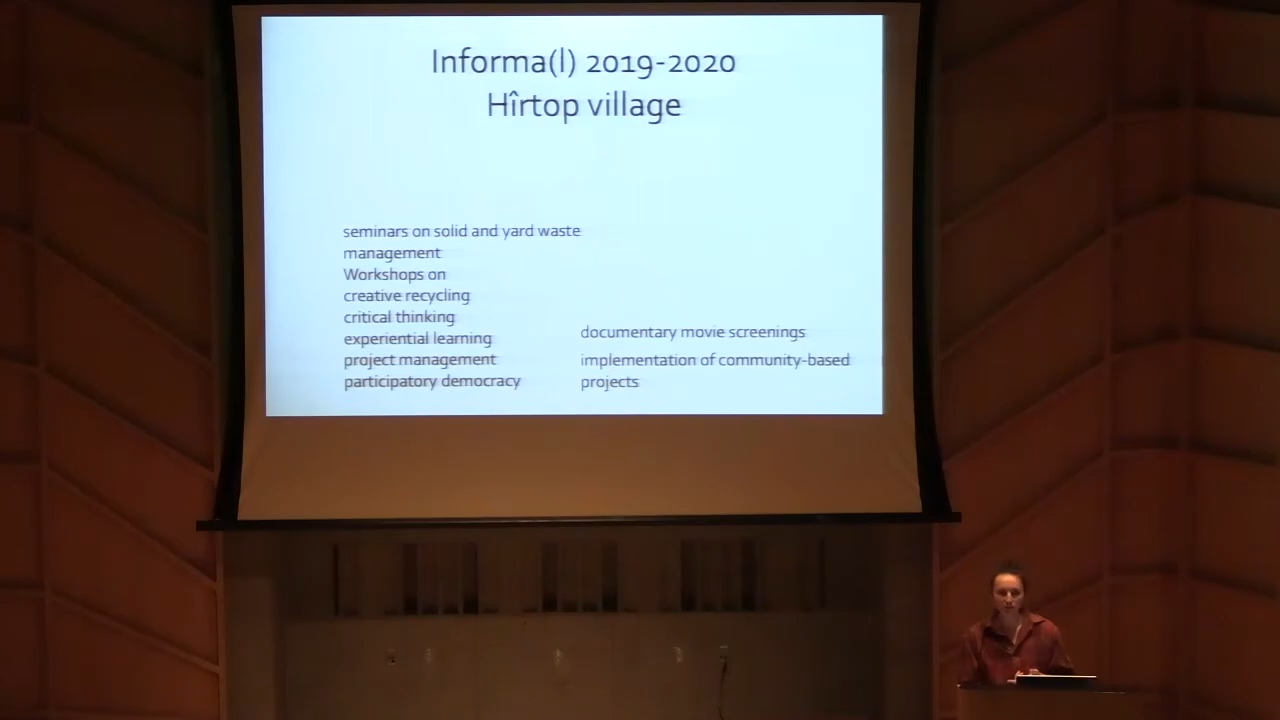 Informa(l) 2019-2020
Hîrtop village
seminars on solid and yard waste
management
Workshops on
creative recycling
critical thinking
experiential learning
project management
participatory democracy
documentary movie screenings
implementation of community-based
projects